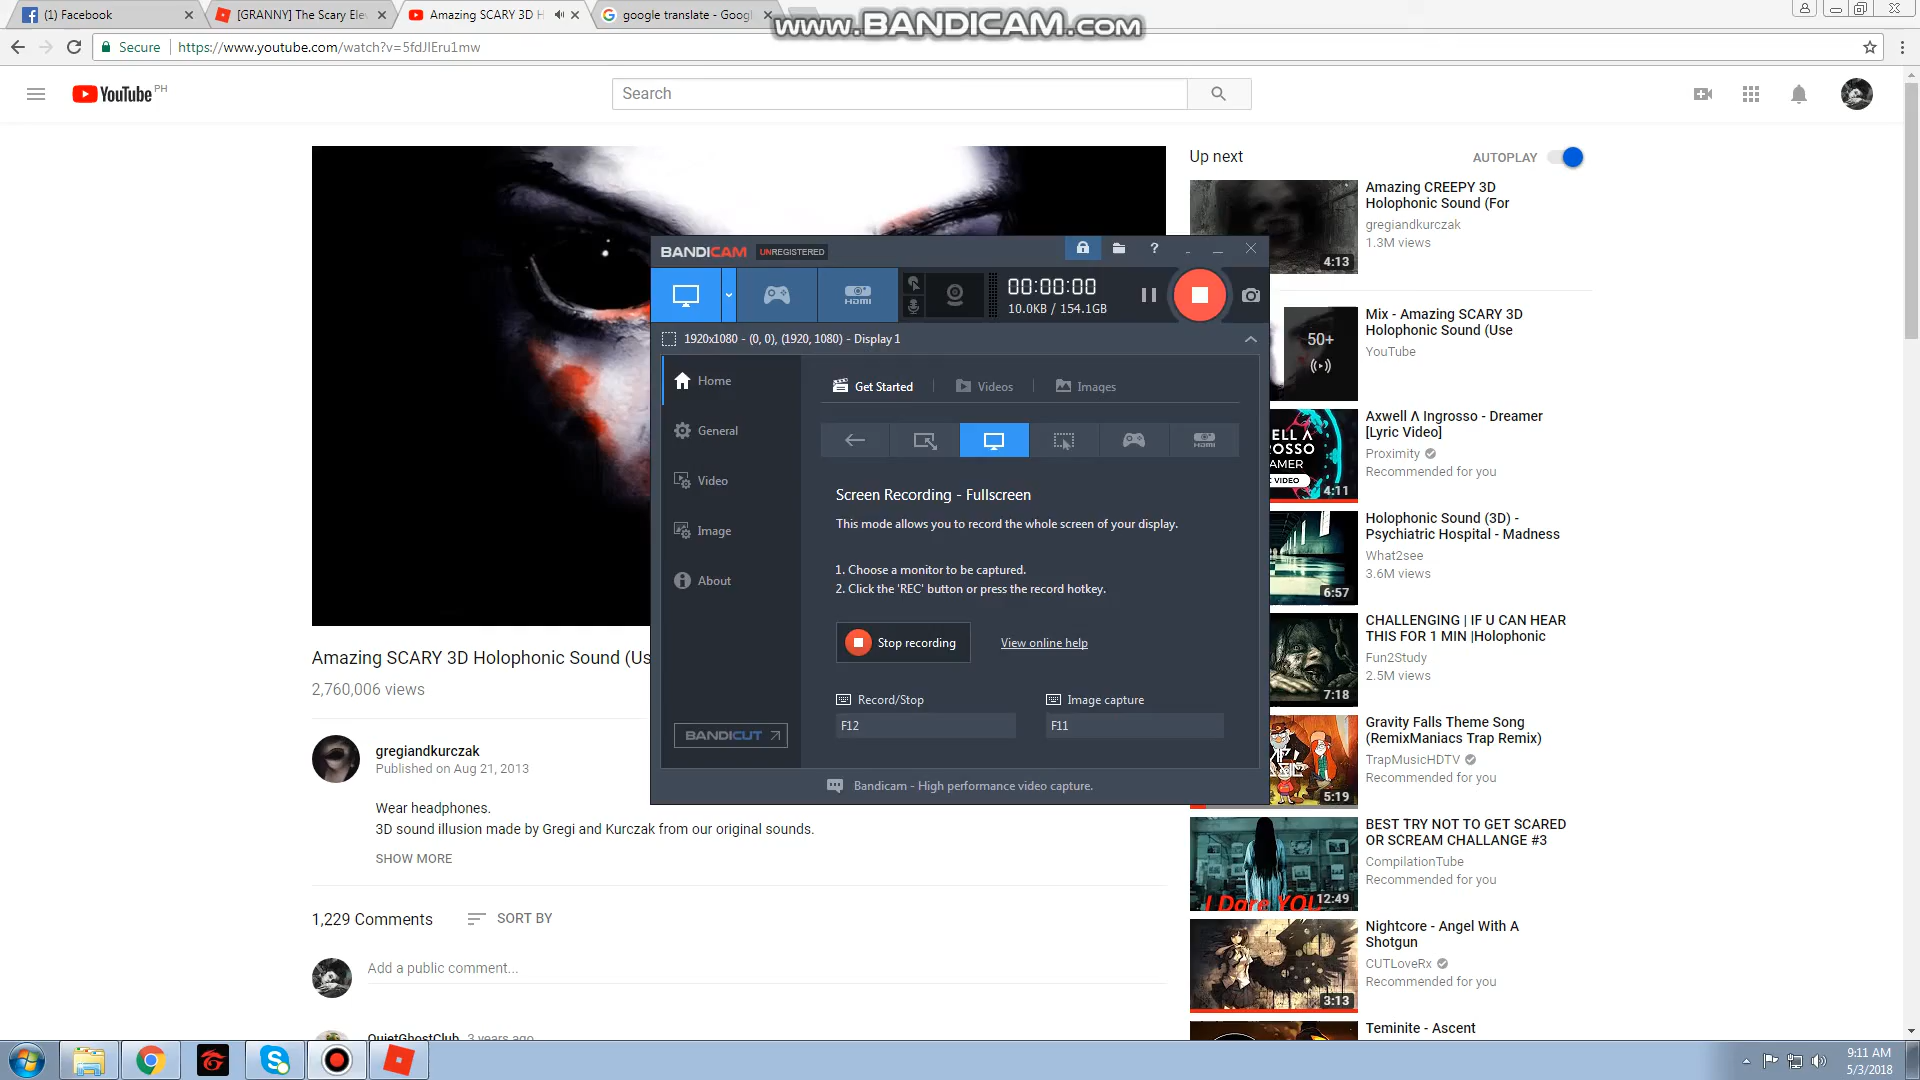 (1) Facebook
[GRANNY] The Scary Ele
Amazing SCARY 3D H
google translate - Googl
www.BANDICAM.com
Secure
https://www.youtube.com/watch?v=5fdJIEru1mw
YouTube PH
Search
Up next
AUTOPLAY
Amazing CREEPY 3D
Holophonic Sound (For
gregiandkurczak
1.3M views
4:13
Mix - Amazing SCARY 3D
Holophonic Sound (Use
YouTube
50+
Axwell Λ Ingrosso - Dreamer
[Lyric Video]
Proximity
Recommended for you
LL Λ
OSSO
AMER
C VIDEO
4:11
Holophonic Sound (3D) -
Psychiatric Hospital - Madness
What2see
3.6M views
6:57
CHALLENGING | IF U CAN HEAR
THIS FOR 1 MIN |Holophonic
Fun2Study
2.5M views
7:18
Gravity Falls Theme Song
(RemixManiacs Trap Remix)
TrapMusicHDTV
Recommended for you
5:19
BEST TRY NOT TO GET SCARED
OR SCREAM CHALLANGE #3
CompilationTube
Recommended for you
I Dare YOU
12:49
Nightcore - Angel With A
Shotgun
CUTLoveRx
Recommended for you
3:13
Teminite - Ascent
BANDICAM UNREGISTERED
HDMI
00:00:00
10.0KB / 154.1GB
1920x1080 - (0, 0), (1920, 1080) - Display 1
Home
General
Video
Image
About
BANDICUT
Get Started
Videos
Images
HDMI
Screen Recording - Fullscreen
This mode allows you to record the whole screen of your display.
1. Choose a monitor to be captured.
2. Click the 'REC' button or press the record hotkey.
Stop recording
View online help
Record/Stop
Image capture
F12
F11
Bandicam - High performance video capture.
Amazing SCARY 3D Holophonic Sound (Us
2,760,006 views
gregiandkurczak
Published on Aug 21, 2013
Wear headphones.
3D sound illusion made by Gregi and Kurczak from our original sounds.
SHOW MORE
1,229 Comments
SORT BY
Add a public comment...
QuietGhostClub 3 years ago
9:11 AM
5/3/2018